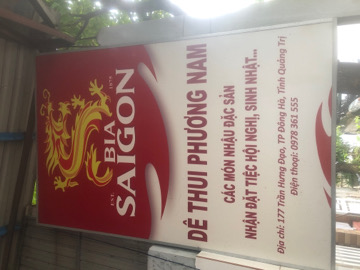 BIA
SAIGON
DÊ THUI PHƯƠNG NAM
CÁC MÓN NHẬU ĐẶC SẢN
NHẬN ĐẶT TIỆC HỘI NGHỊ, SINH NHẬT...
Địa chỉ: 177 Trần Hưng Đạo, TP Đông Hà, Tỉnh Quảng Trị
Điện thoại: 0978 361 555